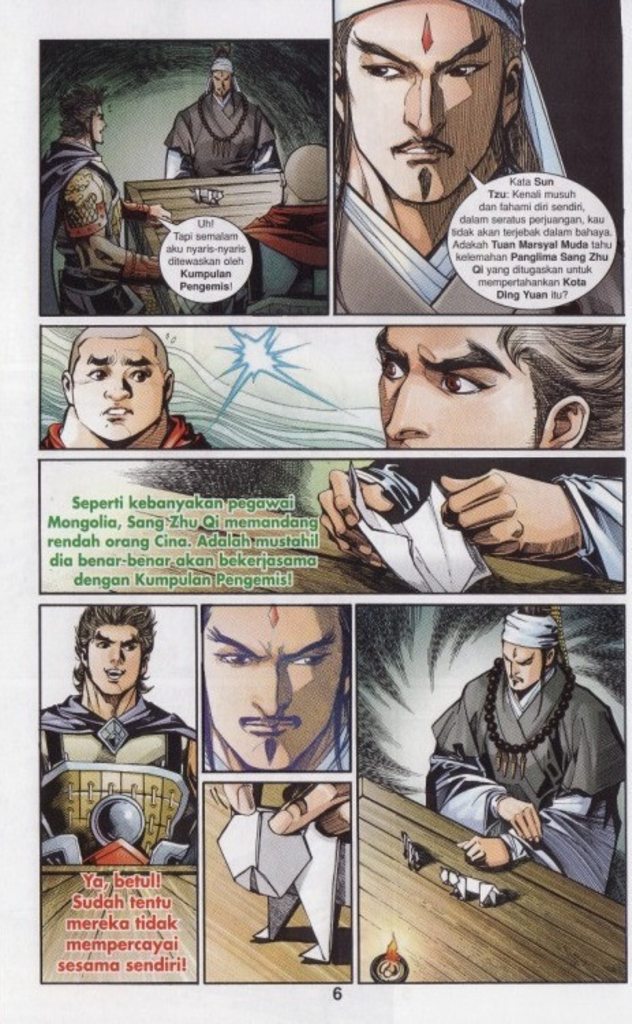 Uh!
Tapi semalam
aku nyaris-nyaris
ditewaskan oleh
Kumpulan
Pengemis!
Kata Sun
Tzu: Kenali musuh
dan fahami diri sendiri,
dalam seratus perjuangan, kau
tidak akan terjebak dalam bahaya.
Adakah Tuan Marsyal Muda tahu
kelemahan Panglima Sang Zhu
Qi yang ditugaskan untuk
mempertahankan Kota
Ding Yuan itu?
Seperti kebanyakan pegawai
Mongolia, Sang Zhu Qi memandang
rendah orang Cina. Adalah mustahil
dia benar-benar akan bekerjasama
dengan Kumpulan Pengemis!
Ya, betul!
Sudah tentu
mereka tidak
mempercayai
sesama sendiri!
6